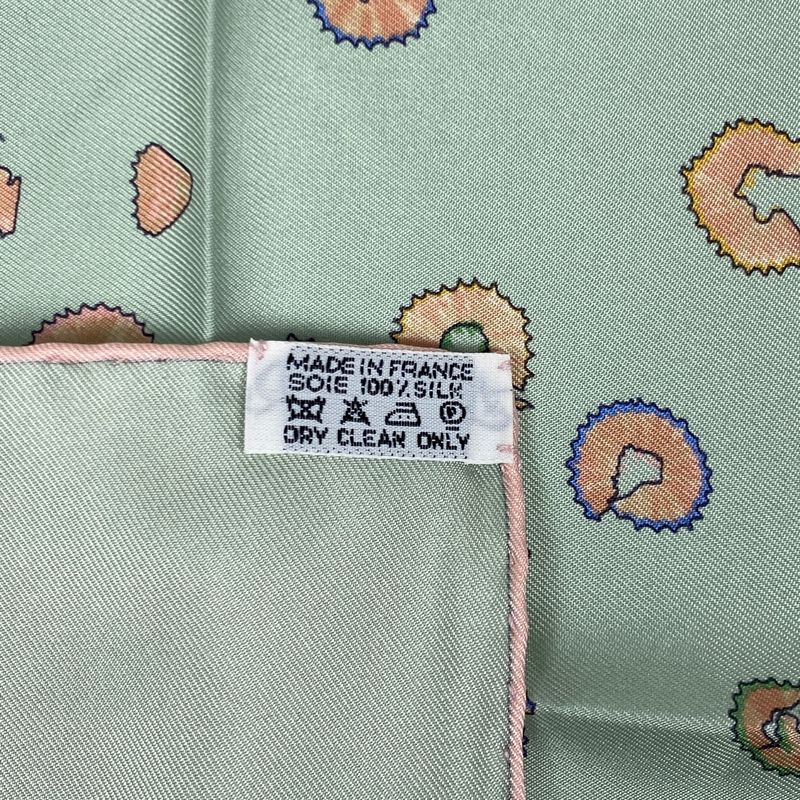 MADE IN FRANCE
SOIE 100% SILK
P
DRY CLEAN ONLY